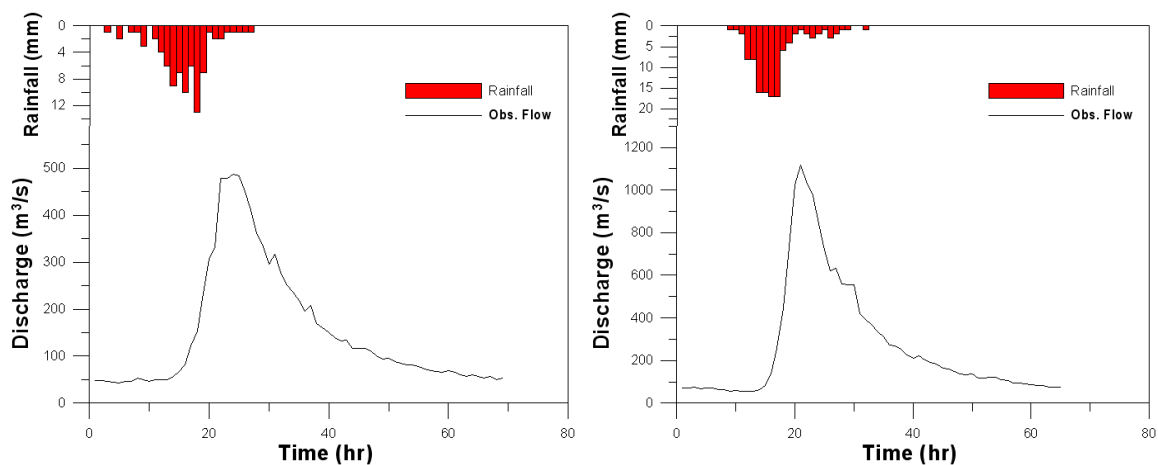 Rainfall (mm)
0
4
8
12
Rainfall
Obs. Flow
Discharge (m³/s)
500
400
300
200
100
0
0 20 40 60 80
Time (hr)
Rainfall (mm)
0
5
10
15
20
Rainfall
Obs. Flow
Discharge (m³/s)
1200
1000
800
600
400
200
0
0 20 40 60 80
Time (hr)